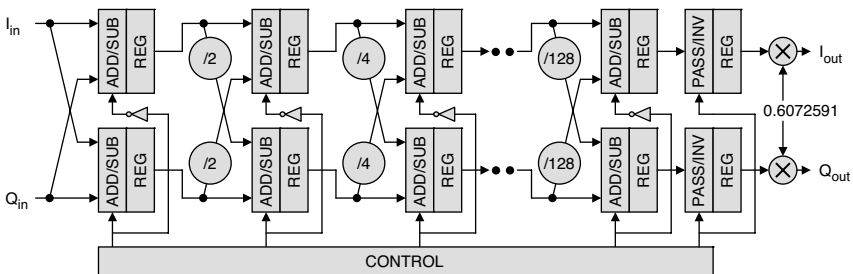 I_in
ADD/SUB
REG
/2
ADD/SUB
REG
/4
ADD/SUB
REG
/128
ADD/SUB
REG
PASS/INV
REG
I_out
0.6072591
Q_in
ADD/SUB
REG
/2
ADD/SUB
REG
/4
ADD/SUB
REG
/128
ADD/SUB
REG
PASS/INV
REG
Q_out
CONTROL